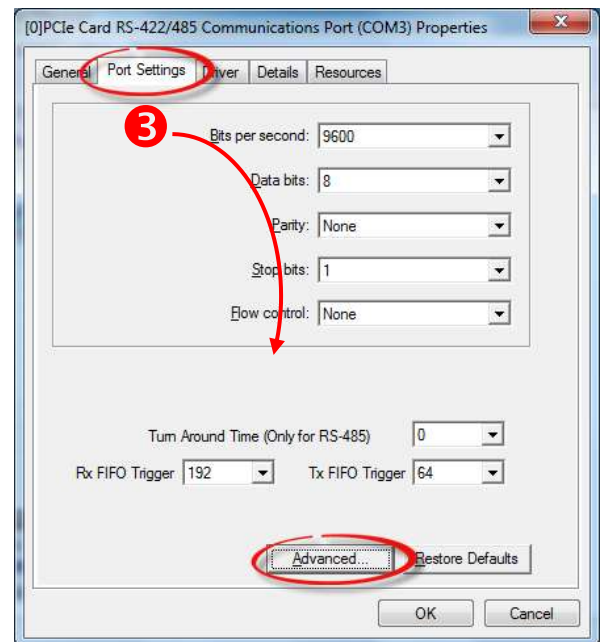 [0]PCIe Card RS-422/485 Communications Port (COM3) Properties
General Port Settings Driver Details Resources
3
Bits per second: 9600
Data bits: 8
Parity: None
Stop bits: 1
Flow control: None
Turn Around Time (Only for RS-485) 0
Rx FIFO Trigger 192 Tx FIFO Trigger 64
Advanced... Restore Defaults
OK Cancel